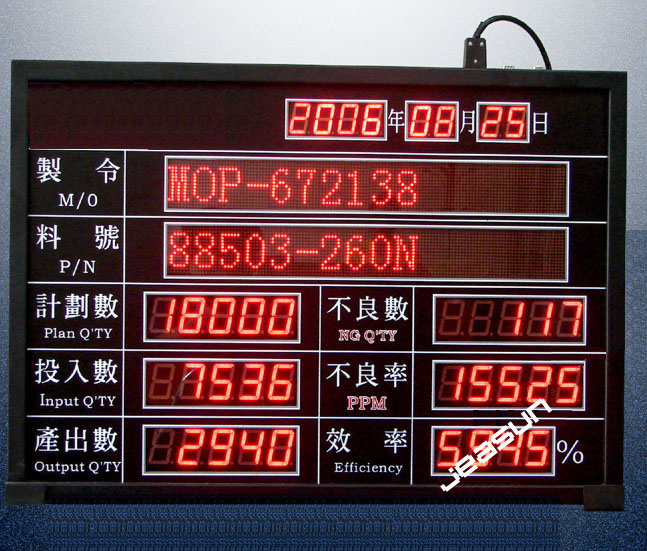 2006年08月25日
製 令 MOP-672138
M/O
料 號 88503-260N
P/N
計劃數 18000 不良數 117
Plan Q'TY NG Q'TY
投入數 7536 不良率 15525
Input Q'TY PPM
產出數 2940 效 率 %
Output Q'TY Efficiency
jbasun